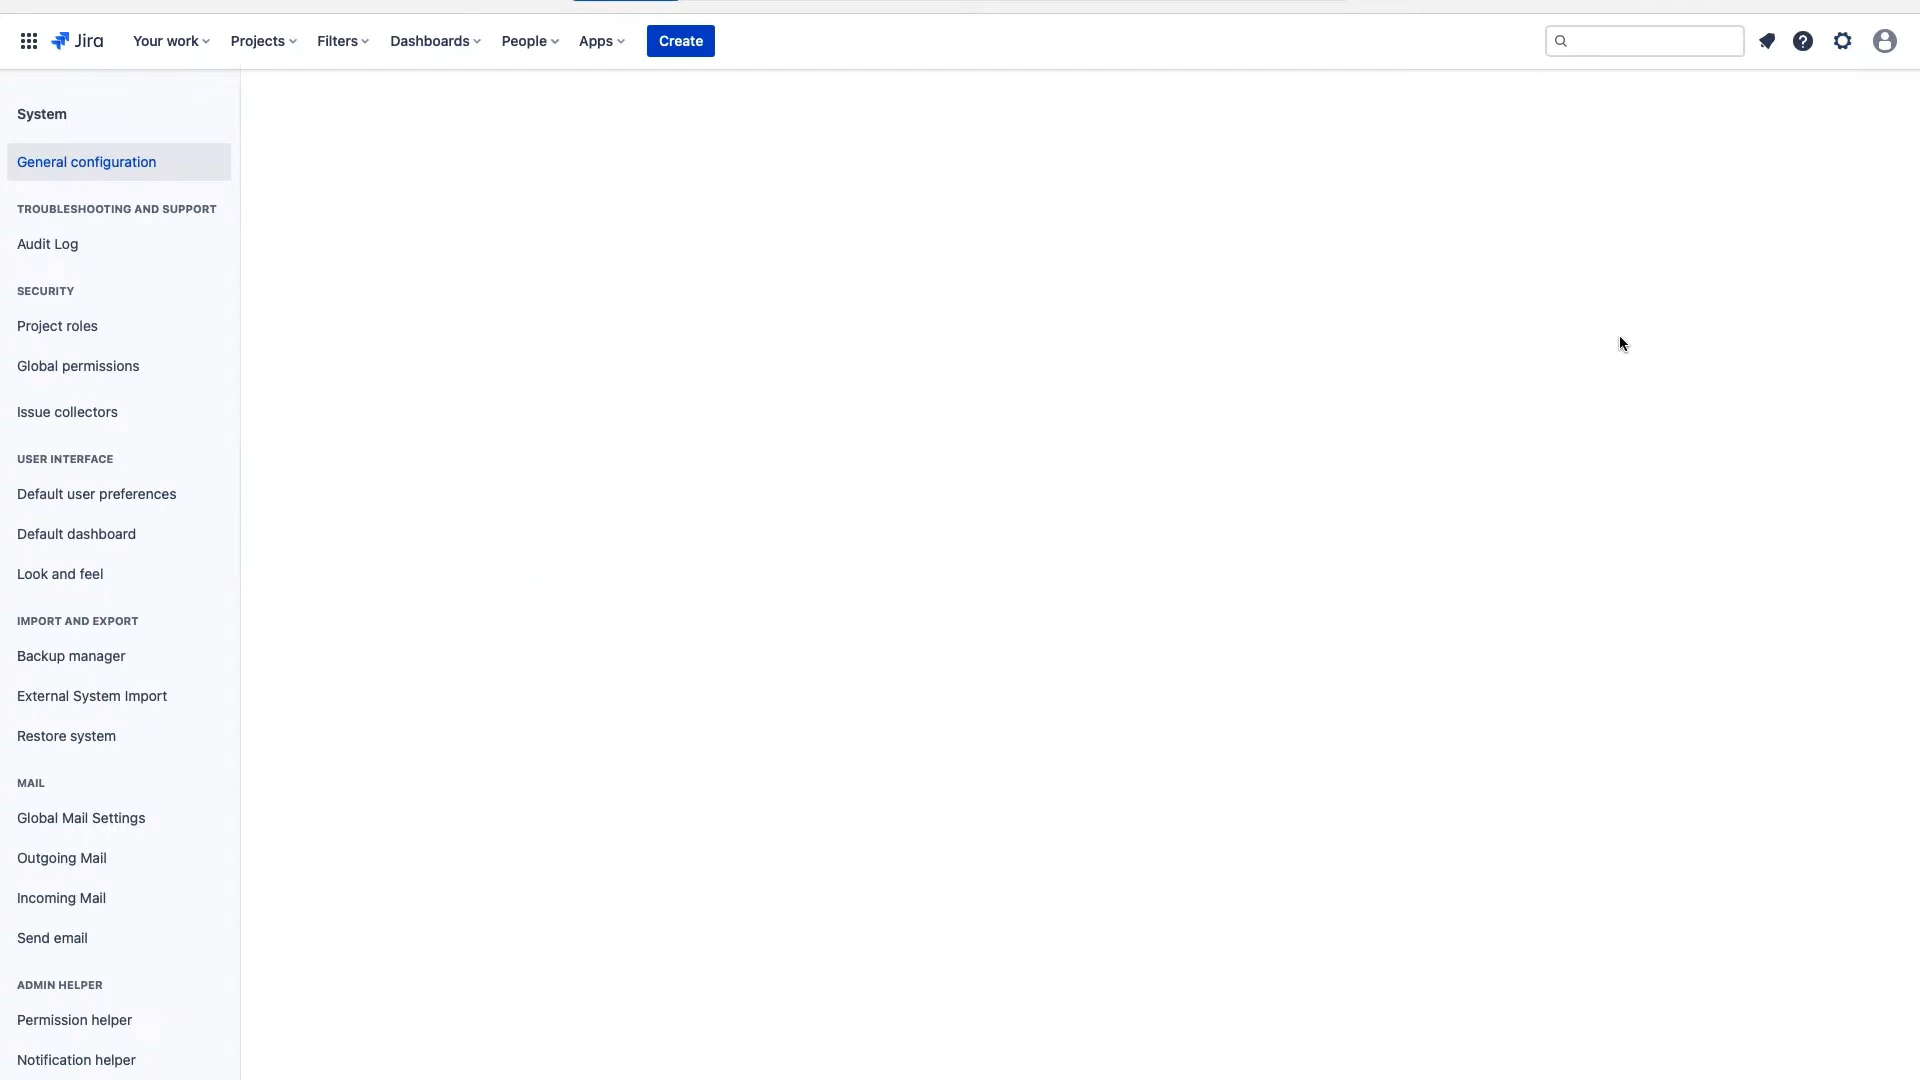 Jira Your work Projects Filters Dashboards People Apps Create
System
General configuration
TROUBLESHOOTING AND SUPPORT
Audit Log
SECURITY
Project roles
Global permissions
Issue collectors
USER INTERFACE
Default user preferences
Default dashboard
Look and feel
IMPORT AND EXPORT
Backup manager
External System Import
Restore system
MAIL
Global Mail Settings
Outgoing Mail
Incoming Mail
Send email
ADMIN HELPER
Permission helper
Notification helper